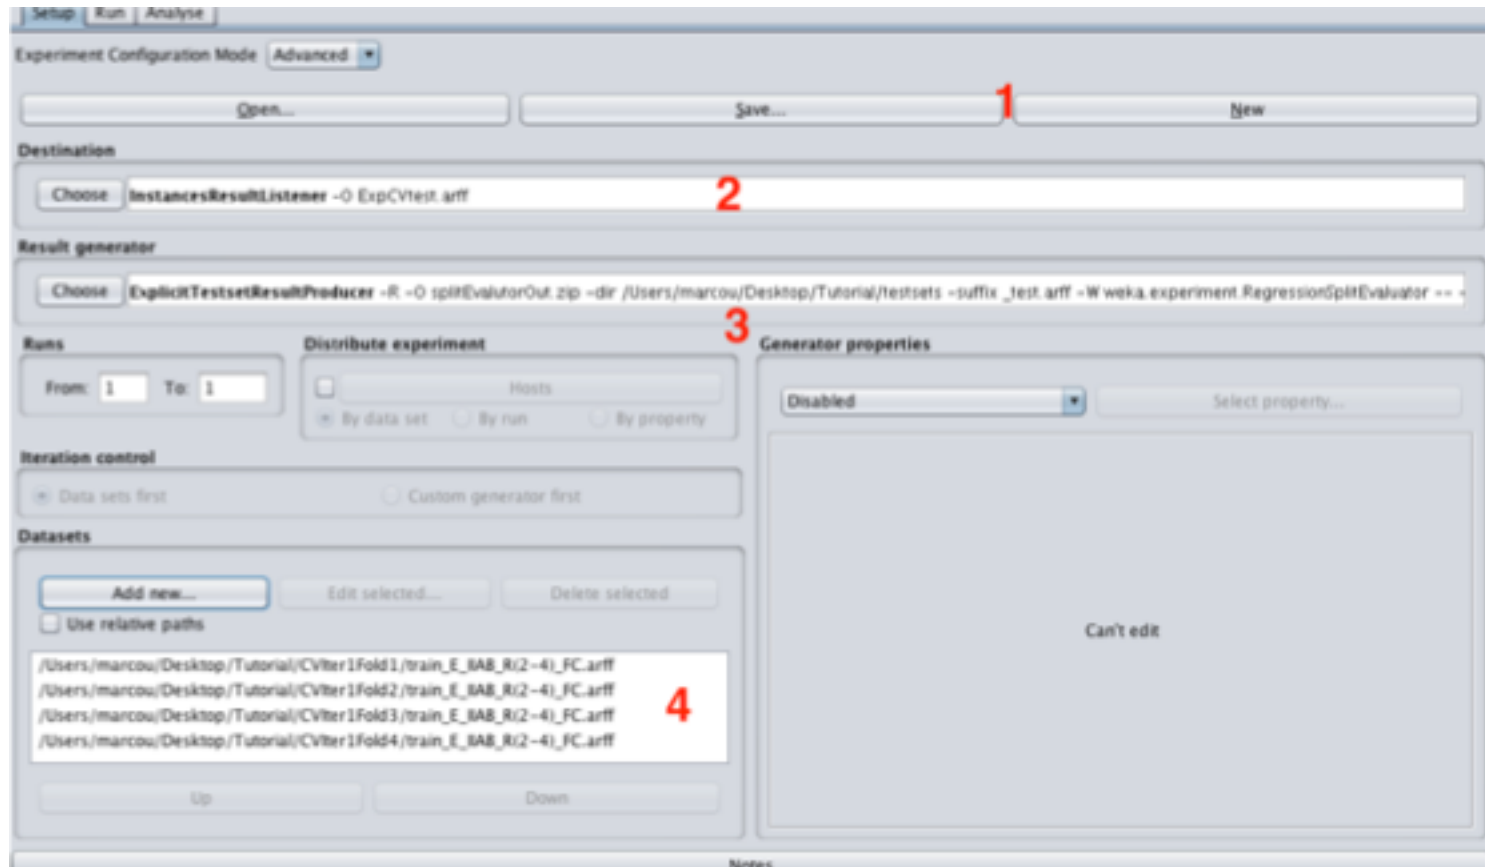 Setup Run Analyse
Experiment Configuration Mode Advanced
Open... Save... 1 New
Destination
Choose InstancesResultListener -O ExpCVtest.arff 2
Result generator
Choose ExplicitTestsetResultProducer -R -O splitEvalutorOut.zip -dir /Users/marcou/Desktop/Tutorial/testsets -suffix _test.arff -W weka.experiment.RegressionSplitEvaluator -- -
3
Runs Distribute experiment Generator properties
From: 1 To: 1 Hosts
Disabled Select property...
By data set By run By property
Iteration control
Data sets first Custom generator first
Datasets
Add new... Edit selected... Delete selected
Use relative paths
Can't edit
/Users/marcou/Desktop/Tutorial/CVIter1Fold1/train_E_IIAB_R(2-4)_FC.arff
/Users/marcou/Desktop/Tutorial/CVIter1Fold2/train_E_IIAB_R(2-4)_FC.arff
/Users/marcou/Desktop/Tutorial/CVIter1Fold3/train_E_IIAB_R(2-4)_FC.arff
4
/Users/marcou/Desktop/Tutorial/CVIter1Fold4/train_E_IIAB_R(2-4)_FC.arff
Up Down
Notes